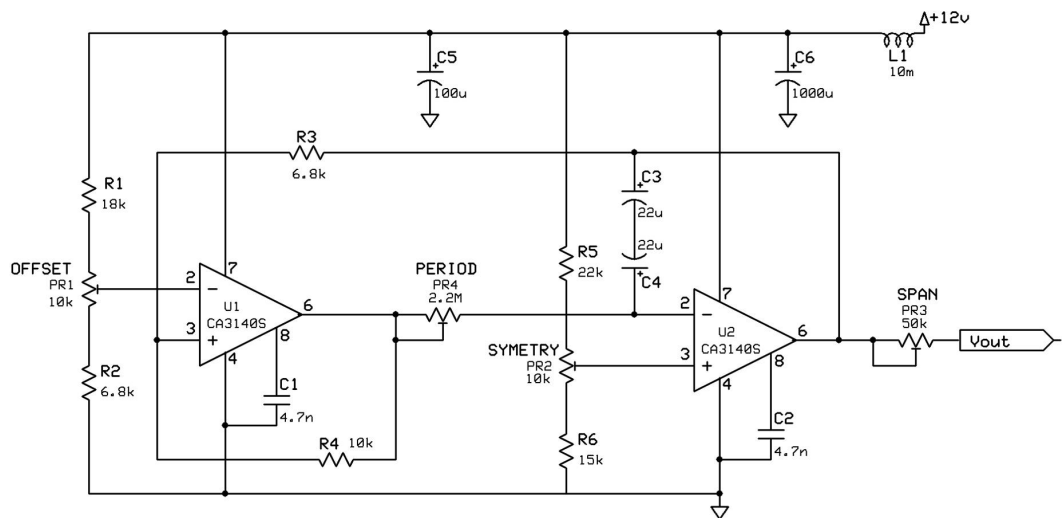 +12v
L1
10m
C5
+
100u
C6
+
1000u
R3
6.8k
R1
18k
C3
+
22u
22u
C4
+
R5
22k
OFFSET
PR1
10k
2
7
-
U1
CA3140S
6
3
+
8
4
PERIOD
PR4
2.2M
2
7
-
U2
CA3140S
6
3
+
8
4
SPAN
PR3
50k
Vout
SYMETRY
PR2
10k
R2
6.8k
C1
4.7n
R4 10k
R6
15k
C2
4.7n